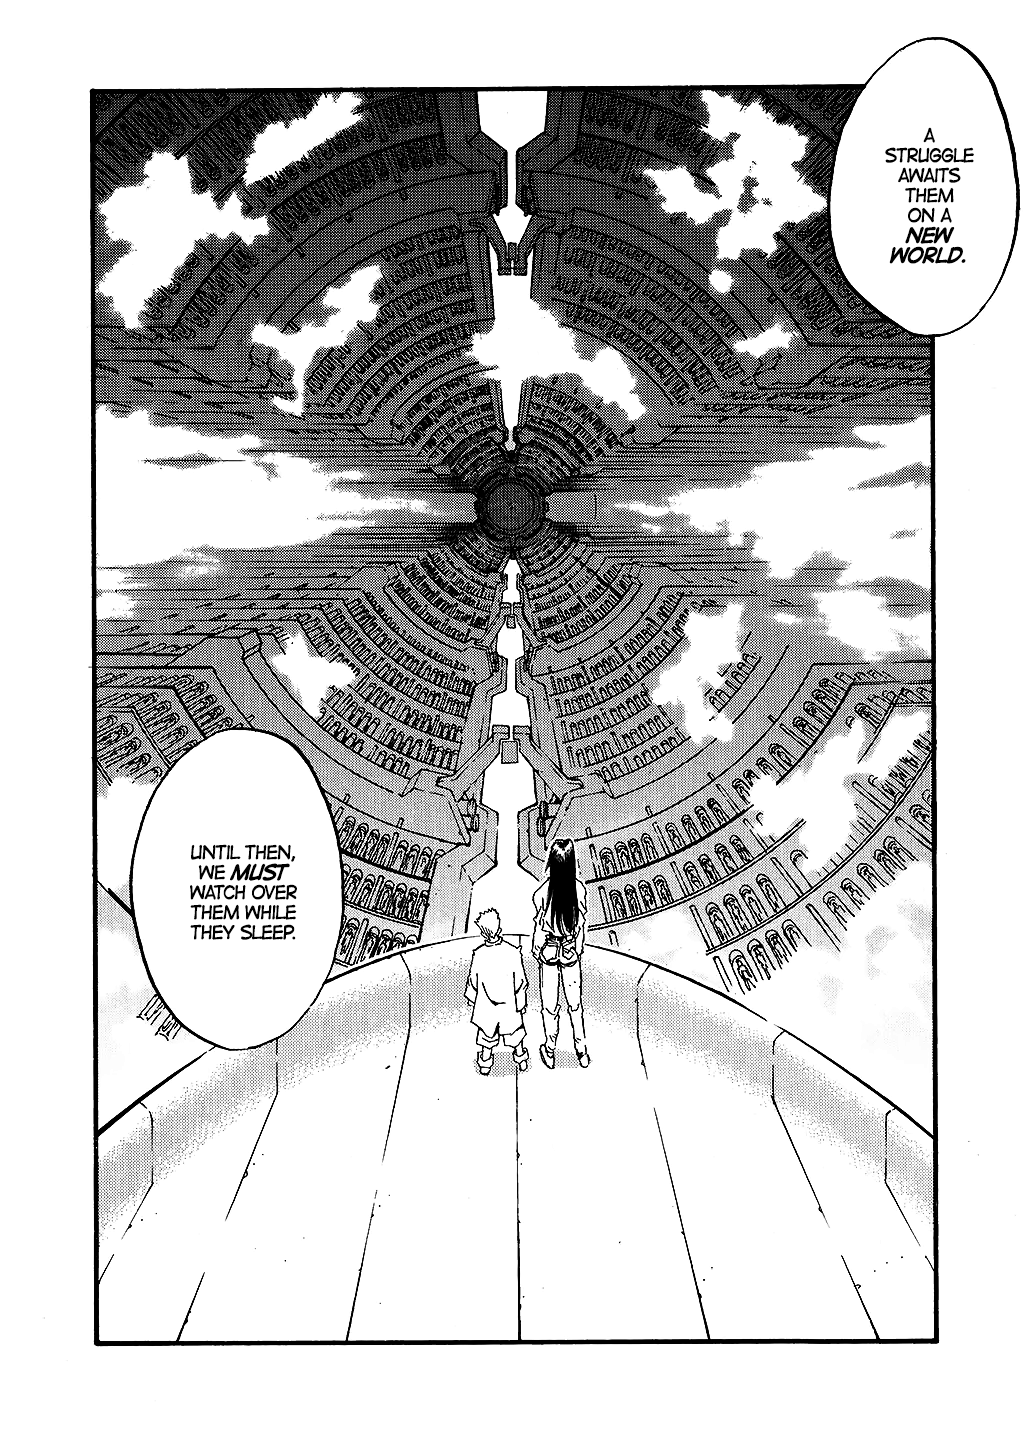 A
STRUGGLE
AWAITS
THEM
ON A
NEW
WORLD.
UNTIL THEN,
WE MUST
WATCH OVER
THEM WHILE
THEY SLEEP.